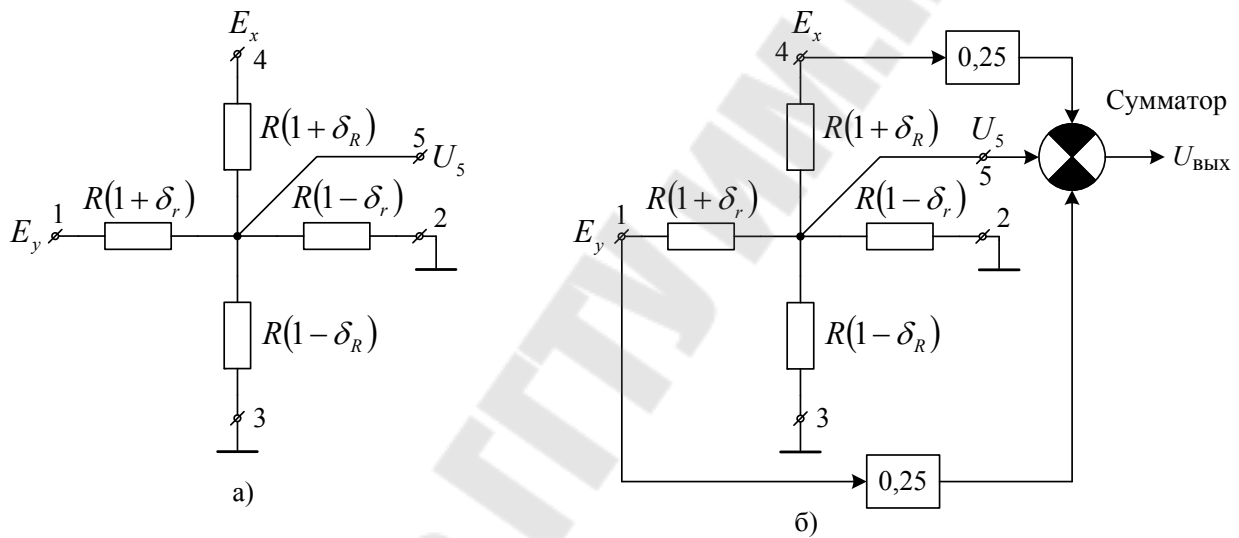 E_x
4
R(1 + δ_R)
5
U_5
1
R(1 + δ_r)
R(1 − δ_r)
2
E_y
R(1 − δ_R)
3
а)
E_x
4
0,25
Сумматор
R(1 + δ_R)
U_5
5
U_вых
1
R(1 + δ_r)
R(1 − δ_r)
2
E_y
R(1 − δ_R)
3
0,25
б)
ГГТУ ИМ.